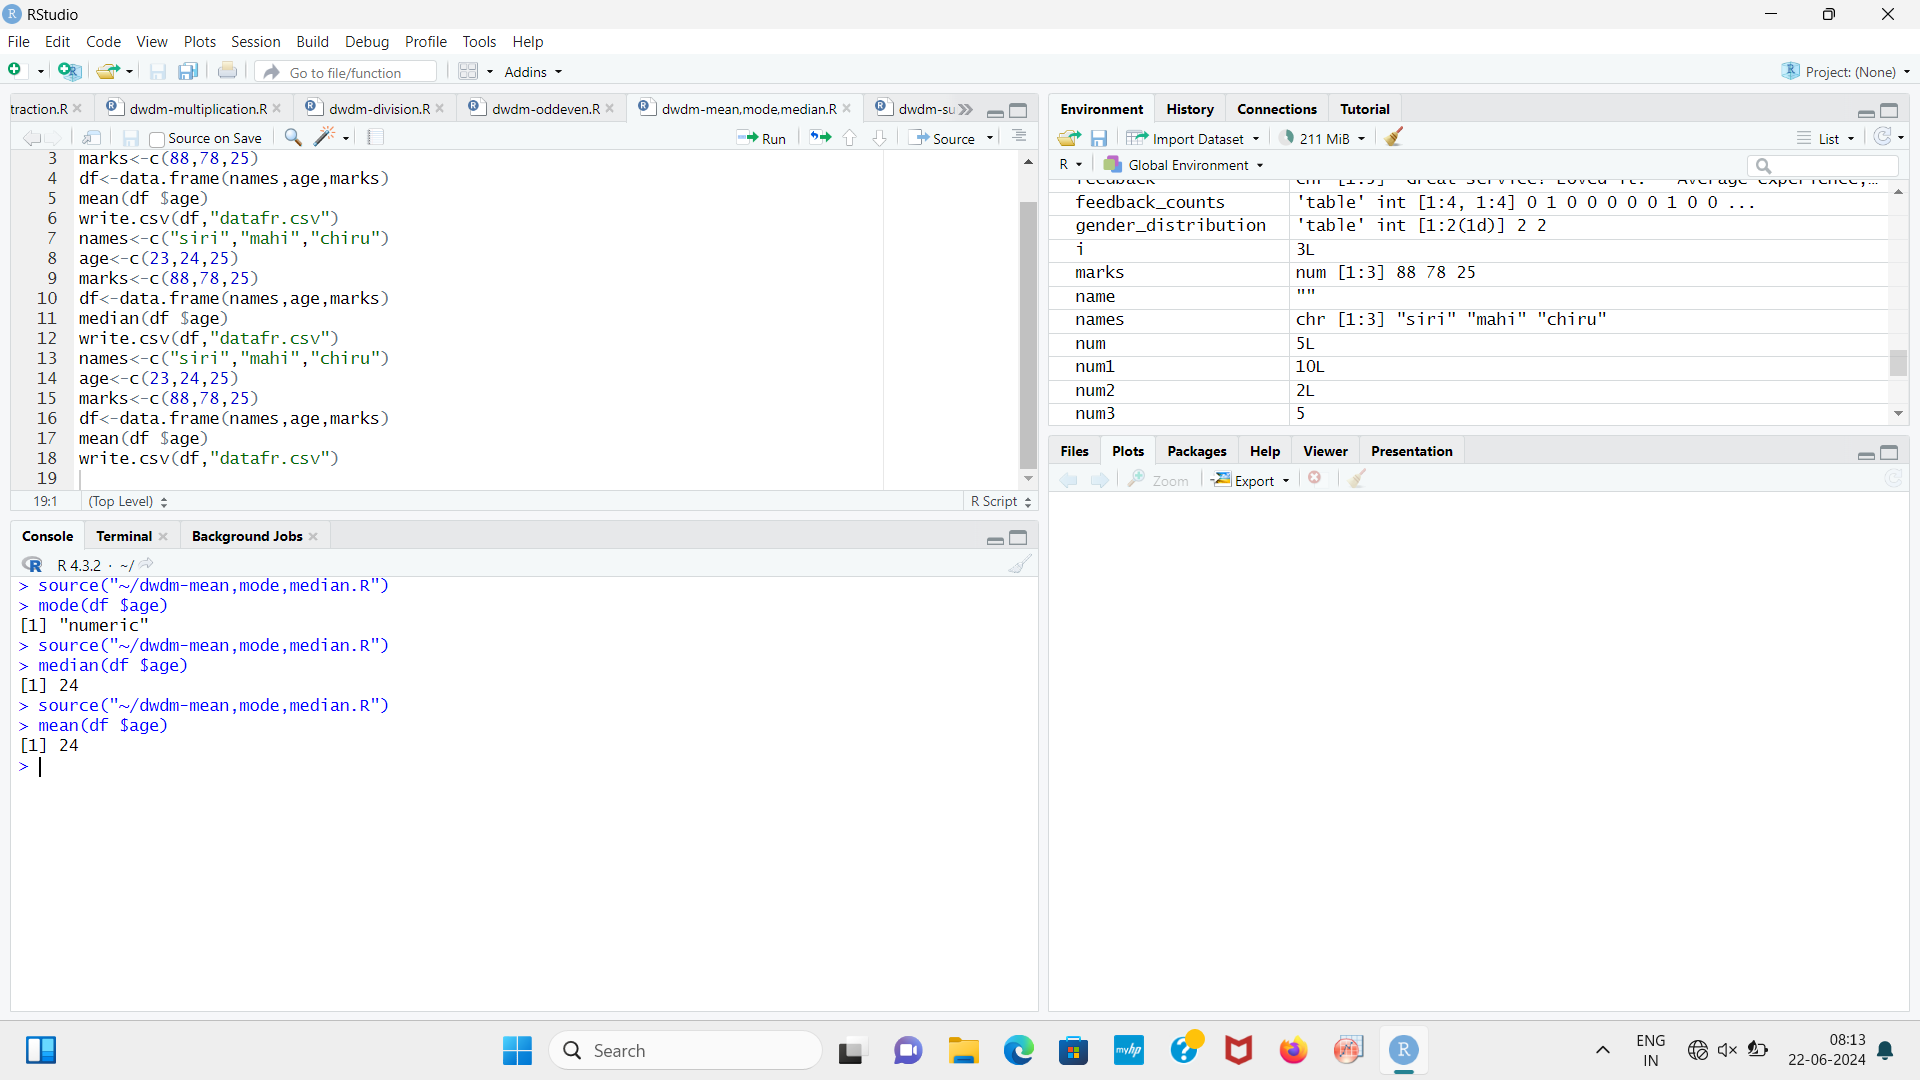 RStudio
File Edit Code View Plots Session Build Debug Profile Tools Help
Go to file/function Addins Project: (None)
traction.R dwdm-multiplication.R dwdm-division.R dwdm-oddeven.R dwdm-mean,mode,median.R dwdm-su
Source on Save Run Source
3 marks<-c(88,78,25)
4 df<-data.frame(names,age,marks)
5 mean(df $age)
6 write.csv(df,"datafr.csv")
7 names<-c("siri","mahi","chiru")
8 age<-c(23,24,25)
9 marks<-c(88,78,25)
10 df<-data.frame(names,age,marks)
11 median(df $age)
12 write.csv(df,"datafr.csv")
13 names<-c("siri","mahi","chiru")
14 age<-c(23,24,25)
15 marks<-c(88,78,25)
16 df<-data.frame(names,age,marks)
17 mean(df $age)
18 write.csv(df,"datafr.csv")
19
19:1 (Top Level) R Script
Console Terminal Background Jobs
R 4.3.2 · ~/
> source("~/dwdm-mean,mode,median.R")
> mode(df $age)
[1] "numeric"
> source("~/dwdm-mean,mode,median.R")
> median(df $age)
[1] 24
> source("~/dwdm-mean,mode,median.R")
> mean(df $age)
[1] 24
>
Environment History Connections Tutorial
Import Dataset 211 MiB List
R Global Environment
feedback chr [1:5] "Great service! Loved it." "Average experience,…
feedback_counts 'table' int [1:4, 1:4] 0 1 0 0 0 0 0 1 0 0 ...
gender_distribution 'table' int [1:2(1d)] 2 2
i 3L
marks num [1:3] 88 78 25
name ""
names chr [1:3] "siri" "mahi" "chiru"
num 5L
num1 10L
num2 2L
num3 5
Files Plots Packages Help Viewer Presentation
Zoom Export
Search
myhp
ENG
IN
08:13
22-06-2024